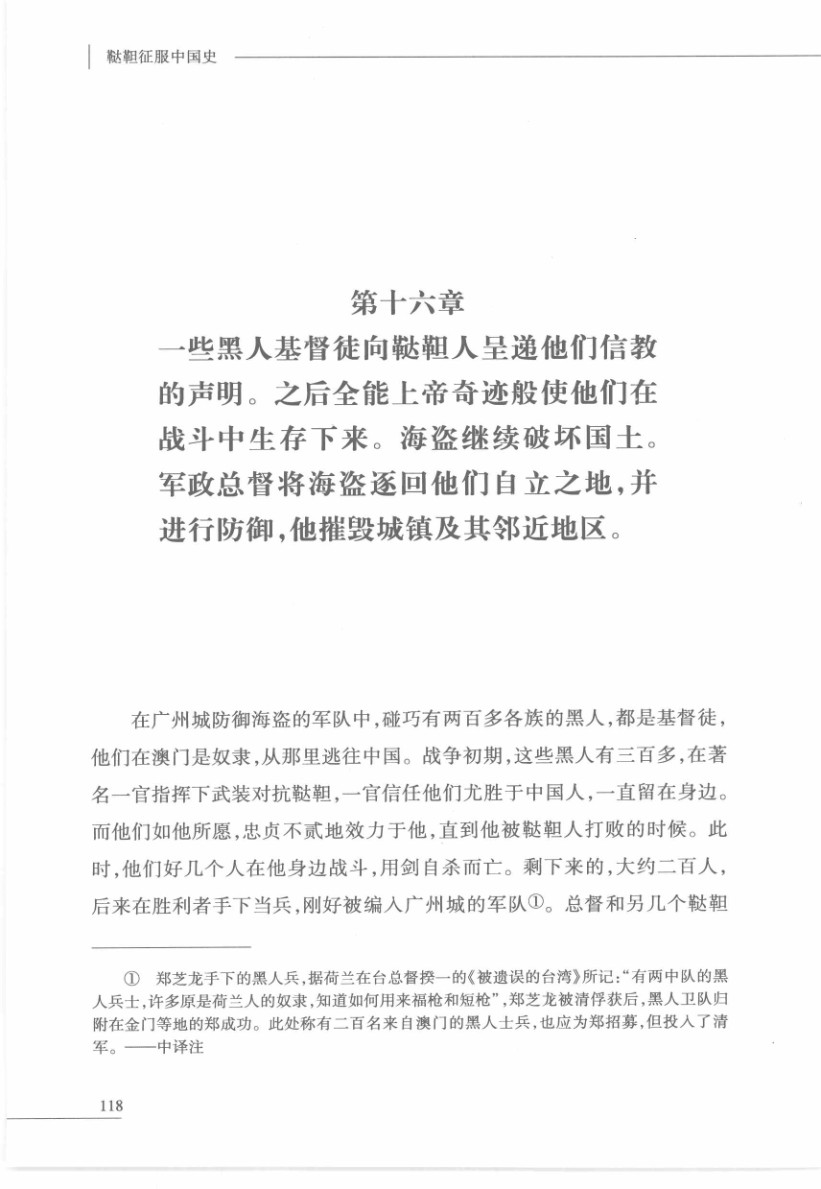 鞑靼征服中国史
第十六章
一些黑人基督徒向鞑靼人呈递他们信教
的声明。之后全能上帝奇迹般使他们在
战斗中生存下来。海盗继续破坏国土。
军政总督将海盗逐回他们自立之地,并
进行防御,他摧毁城镇及其邻近地区。
在广州城防御海盗的军队中,碰巧有两百多各族的黑人,都是基督徒,
他们在澳门是奴隶,从那里逃往中国。战争初期,这些黑人有三百多,在著
名一官指挥下武装对抗鞑靼,一官信任他们尤胜于中国人,一直留在身边。
而他们如他所愿,忠贞不贰地效力于他,直到他被鞑靼人打败的时候。此
时,他们好几个人在他身边战斗,用剑自杀而亡。剩下来的,大约二百人,
后来在胜利者手下当兵,刚好被编入广州城的军队①。总督和另几个鞑靼
① 郑芝龙手下的黑人兵,据荷兰在台总督揆一的《被遗误的台湾》所记:“有两中队的黑
人兵士,许多原是荷兰人的奴隶,知道如何用来福枪和短枪”,郑芝龙被清俘获后,黑人卫队归
附在金门等地的郑成功。此处称有二百名来自澳门的黑人士兵,也应为郑招募,但投入了清
军。——中译注
118